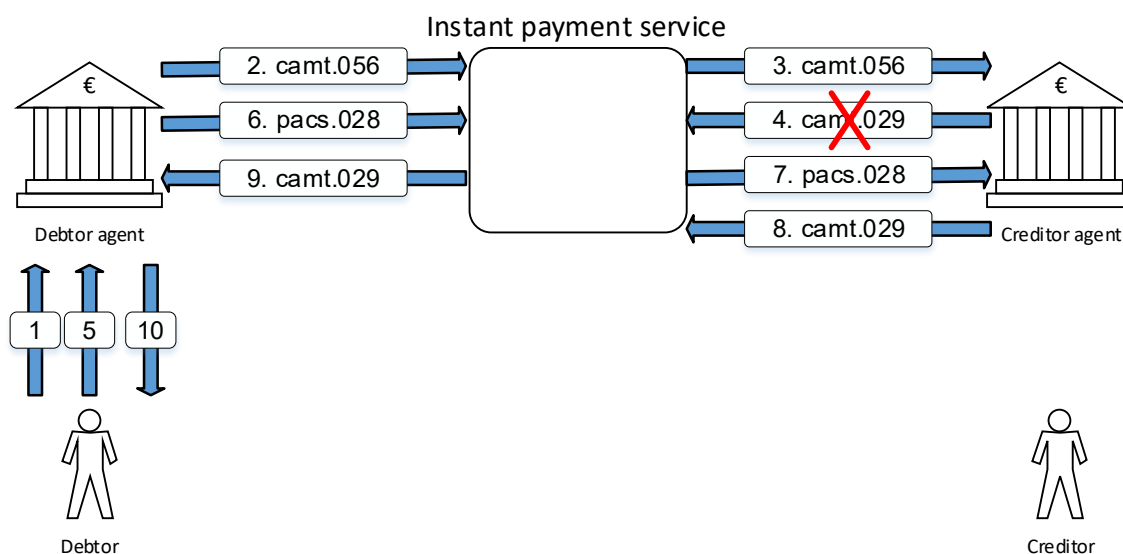 Instant payment service
€
2. camt.056
3. camt.056
€
6. pacs.028
4. camt.029
9. camt.029
7. pacs.028
8. camt.029
Debtor agent
Creditor agent
1
5
10
Debtor
Creditor